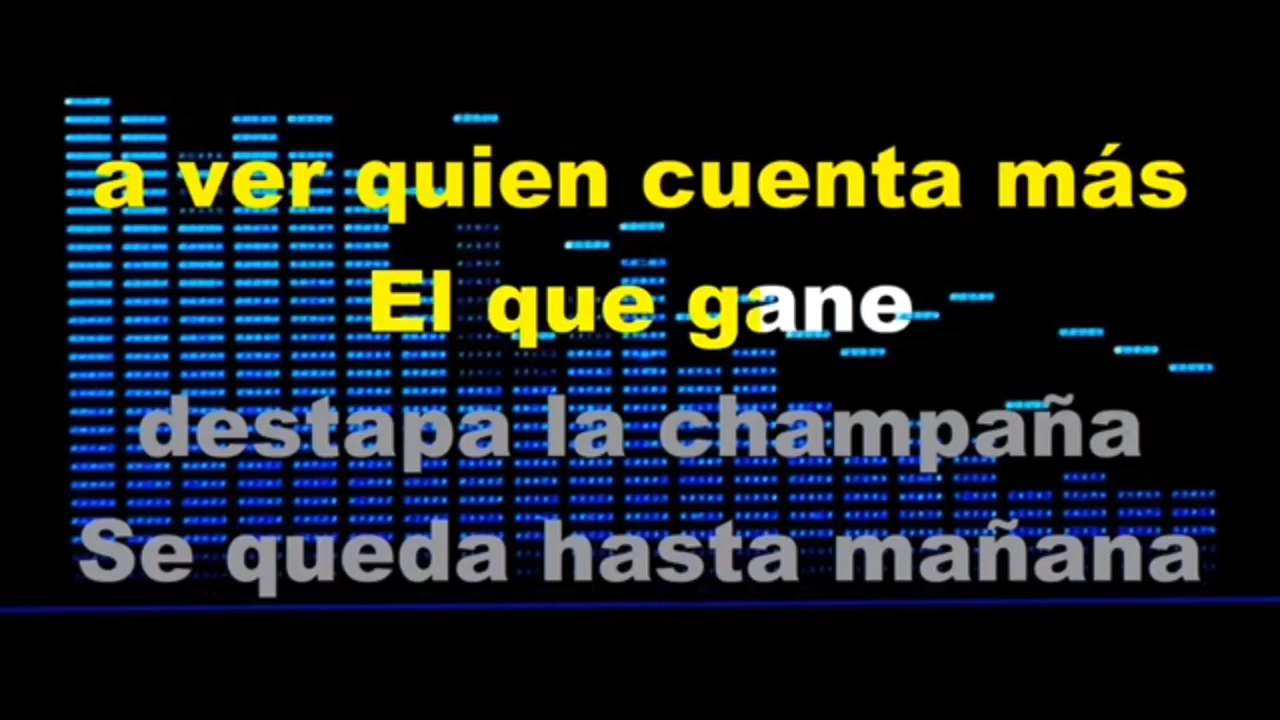 a ver quien cuenta más
El que gane
destapa la champaña
Se queda hasta mañana